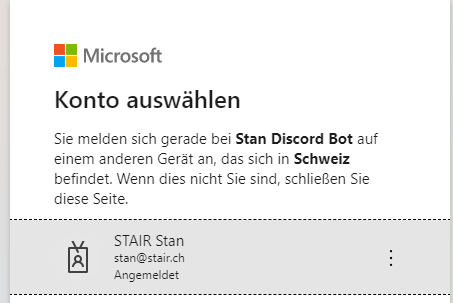 Microsoft
Konto auswählen
Sie melden sich gerade bei Stan Discord Bot auf
einem anderen Gerät an, das sich in Schweiz
befindet. Wenn dies nicht Sie sind, schließen Sie
diese Seite.
STAIR Stan
stan@stair.ch
Angemeldet